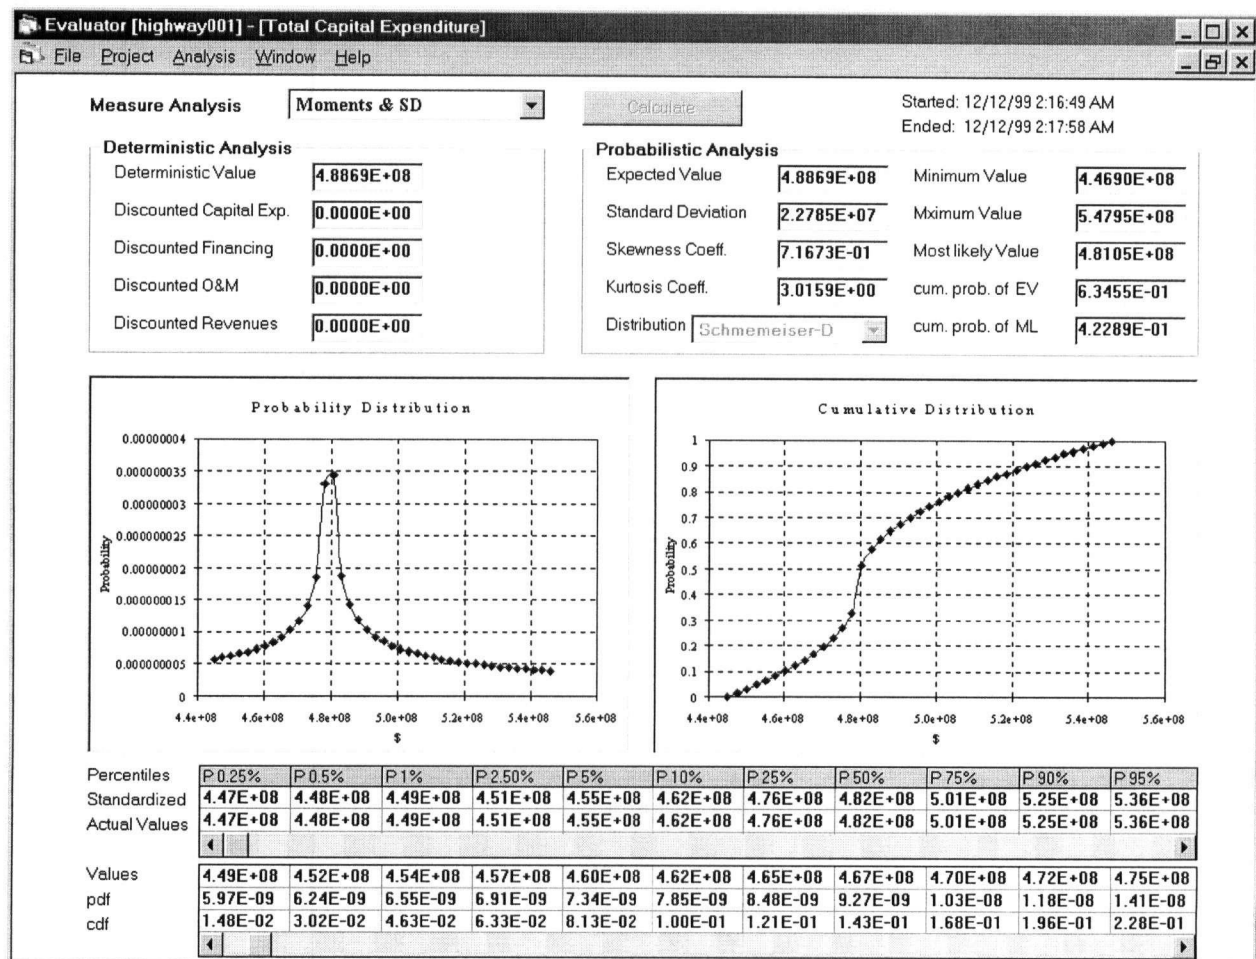 Evaluator [highway001] - [Total Capital Expenditure]
File Project Analysis Window Help
Measure Analysis Moments & SD Calculate Started: 12/12/99 2:16:49 AM
Ended: 12/12/99 2:17:58 AM
Deterministic Analysis
Deterministic Value 4.8869E+08
Discounted Capital Exp. 0.0000E+00
Discounted Financing 0.0000E+00
Discounted O&M 0.0000E+00
Discounted Revenues 0.0000E+00
Probabilistic Analysis
Expected Value 4.8869E+08 Minimum Value 4.4690E+08
Standard Deviation 2.2785E+07 Mximum Value 5.4795E+08
Skewness Coeff. 7.1673E-01 Most likely Value 4.8105E+08
Kurtosis Coeff. 3.0159E+00 cum. prob. of EV 6.3455E-01
Distribution Schmemeiser-D cum. prob. of ML 4.2289E-01
Probability Distribution
0.00000004
0.000000035
0.00000003
0.000000025
0.00000002
0.000000015
0.00000001
0.000000005
0
Probability
4.4e+08 4.6e+08 4.8e+08 5.0e+08 5.2e+08 5.4e+08 5.6e+08
$
Cumulative Distribution
1
0.9
0.8
0.7
0.6
0.5
0.4
0.3
0.2
0.1
0
Probability
4.4e+08 4.6e+08 4.8e+08 5.0e+08 5.2e+08 5.4e+08 5.6e+08
$
Percentiles P 0.25% P 0.5% P 1% P 2.50% P 5% P 10% P 25% P 50% P 75% P 90% P 95%
Standardized 4.47E+08 4.48E+08 4.49E+08 4.51E+08 4.55E+08 4.62E+08 4.76E+08 4.82E+08 5.01E+08 5.25E+08 5.36E+08
Actual Values 4.47E+08 4.48E+08 4.49E+08 4.51E+08 4.55E+08 4.62E+08 4.76E+08 4.82E+08 5.01E+08 5.25E+08 5.36E+08
Values 4.49E+08 4.52E+08 4.54E+08 4.57E+08 4.60E+08 4.62E+08 4.65E+08 4.67E+08 4.70E+08 4.72E+08 4.75E+08
pdf 5.97E-09 6.24E-09 6.55E-09 6.91E-09 7.34E-09 7.85E-09 8.48E-09 9.27E-09 1.03E-08 1.18E-08 1.41E-08
cdf 1.48E-02 3.02E-02 4.63E-02 6.33E-02 8.13E-02 1.00E-01 1.21E-01 1.43E-01 1.68E-01 1.96E-01 2.28E-01